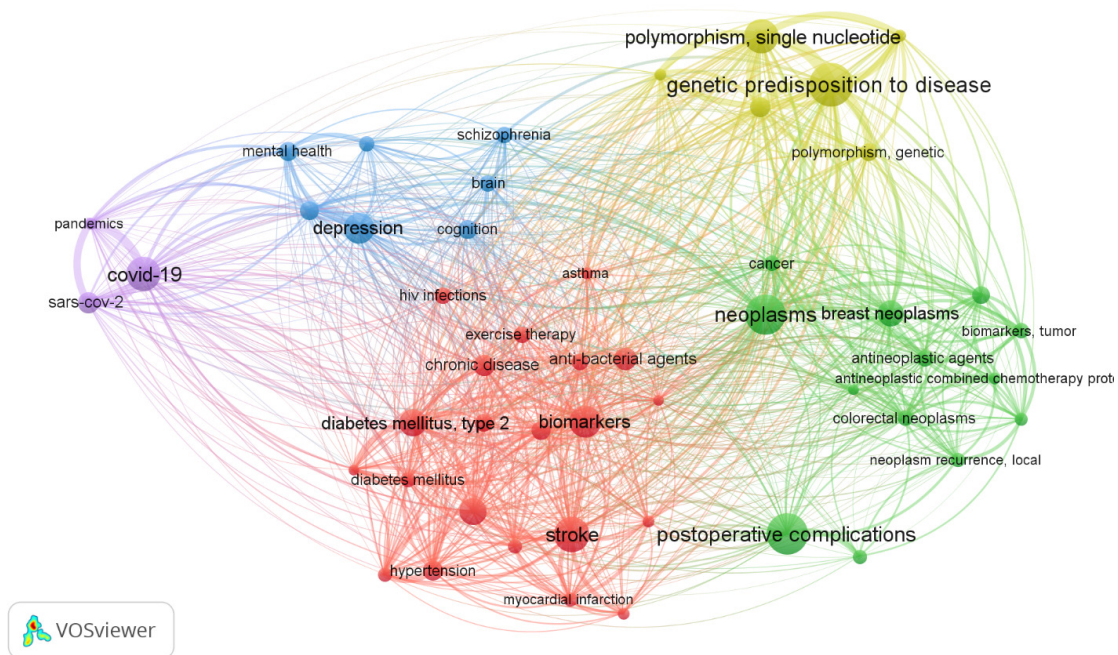 polymorphism, single nucleotide
genetic predisposition to disease
schizophrenia
mental health
polymorphism, genetic
brain
pandemics
depression
cognition
cancer
covid-19
asthma
sars-cov-2
hiv infections
neoplasms
breast neoplasms
biomarkers, tumor
exercise therapy
chronic disease
anti-bacterial agents
antineoplastic agents
antineoplastic combined chemotherapy proto
diabetes mellitus, type 2
biomarkers
colorectal neoplasms
neoplasm recurrence, local
diabetes mellitus
stroke
postoperative complications
hypertension
myocardial infarction
VOSviewer